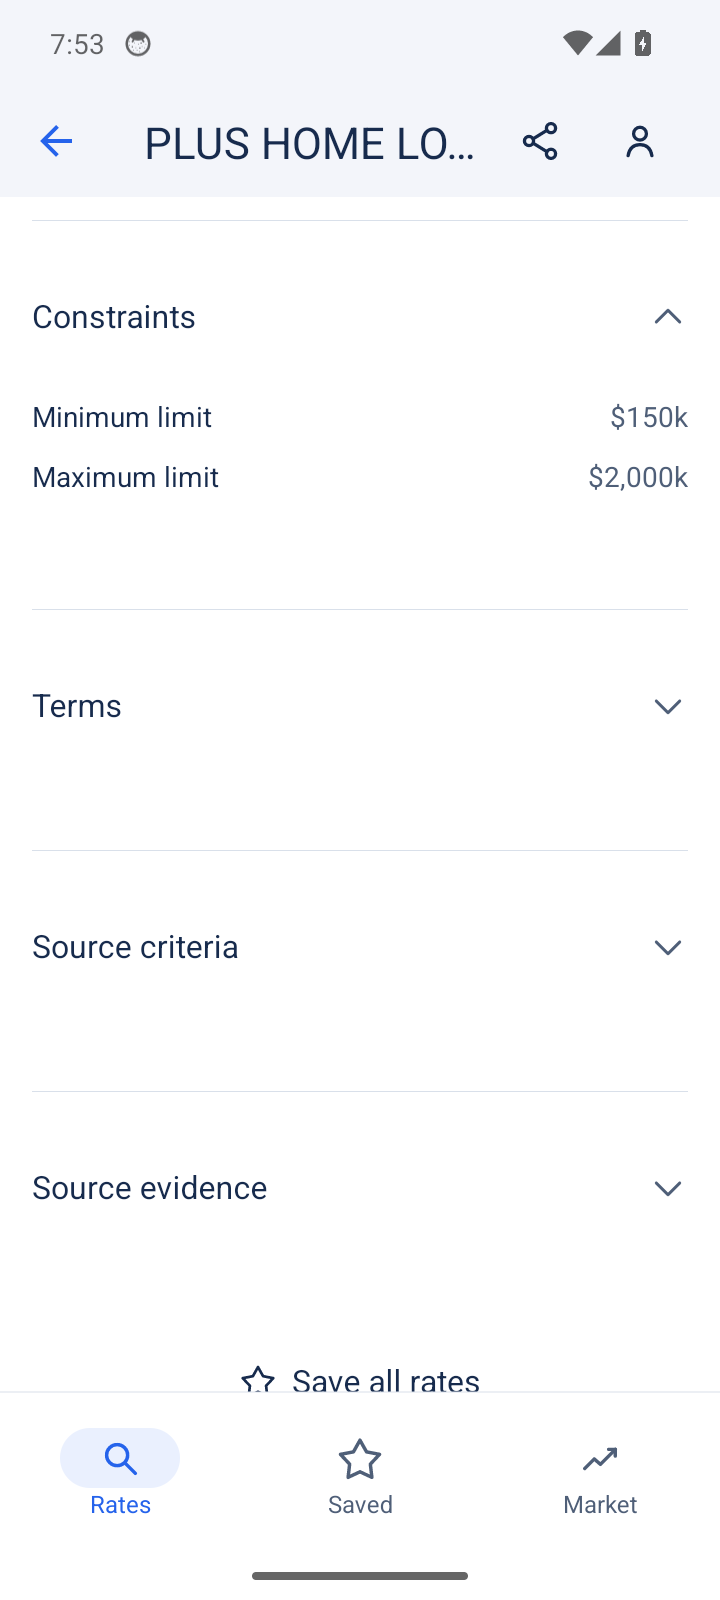 7:53
PLUS HOME LO...
Constraints
Minimum limit $150k
Maximum limit $2,000k
Terms
Source criteria
Source evidence
Save all rates
Rates Saved Market